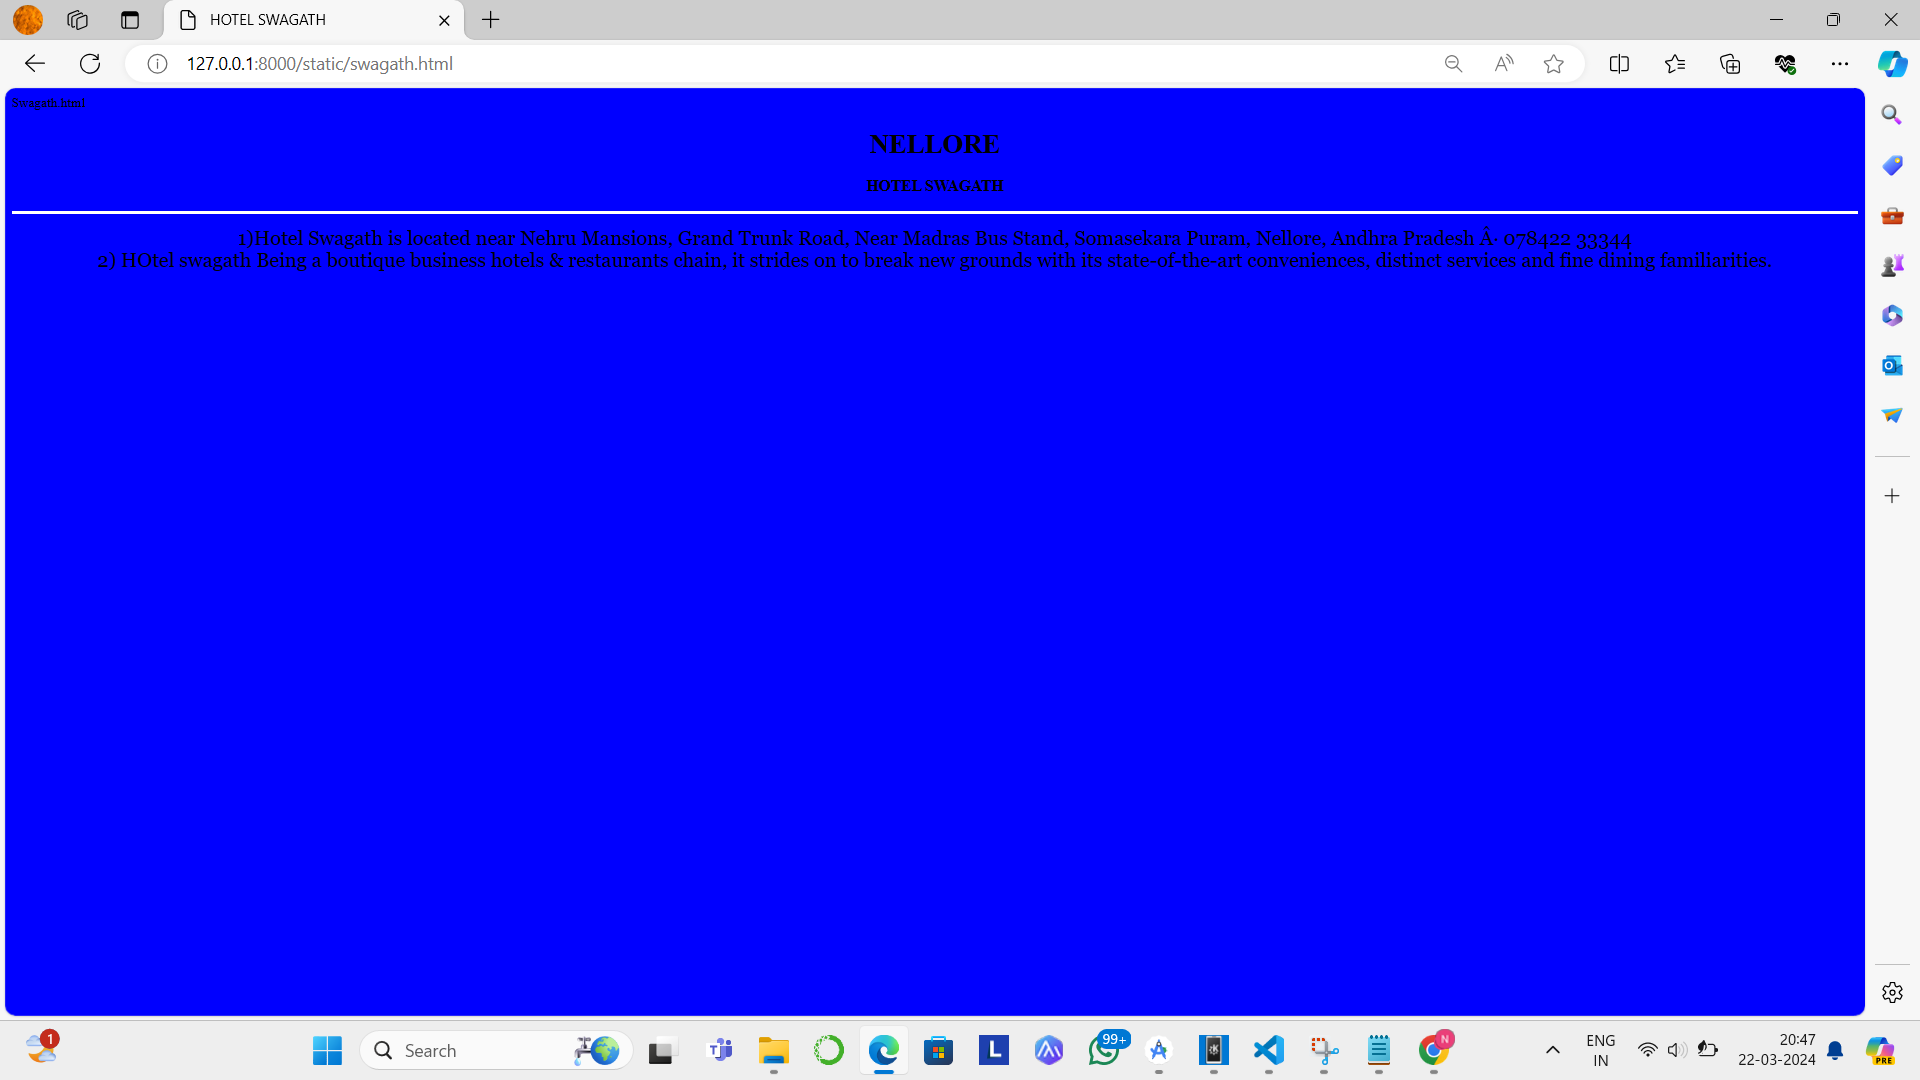 HOTEL SWAGATH
127.0.0.1:8000/static/swagath.html
Swagath.html
NELLORE
HOTEL SWAGATH
1)Hotel Swagath is located near Nehru Mansions, Grand Trunk Road, Near Madras Bus Stand, Somasekara Puram, Nellore, Andhra Pradesh Â· 078422 33344
2) HOtel swagath Being a boutique business hotels & restaurants chain, it strides on to break new grounds with its state-of-the-art conveniences, distinct services and fine dining familiarities.
1
Search
99+
L
N
ENG
IN
20:47
22-03-2024
PRE